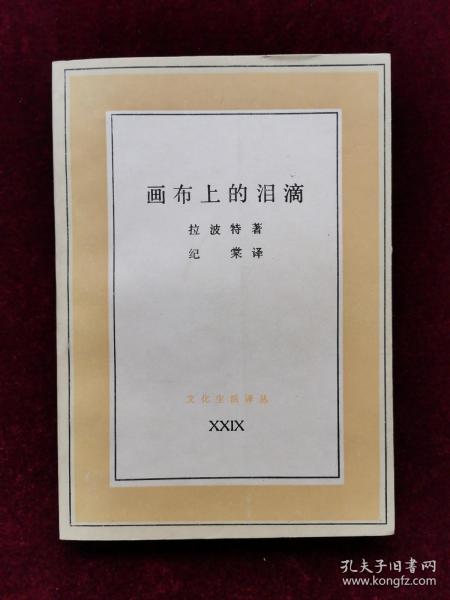 画布上的泪滴
拉波特著
纪棠译
文化生活译丛
XXIX
孔夫子旧书网
www.kongfz.com